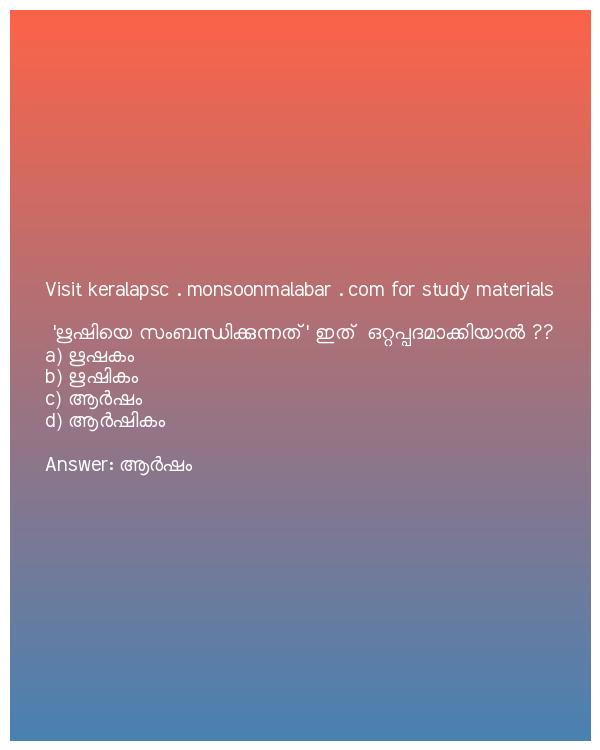 Visit keralapsc . monsoonmalabar . com for study materials
'ഋഷിയെ സംബന്ധിക്കുന്നത് ' ഇത് ഒറ്റപ്പദമാക്കിയാൽ ??
a) ഋഷകം
b) ഋഷികം
c) ആർഷം
d) ആർഷികം
Answer: ആർഷം